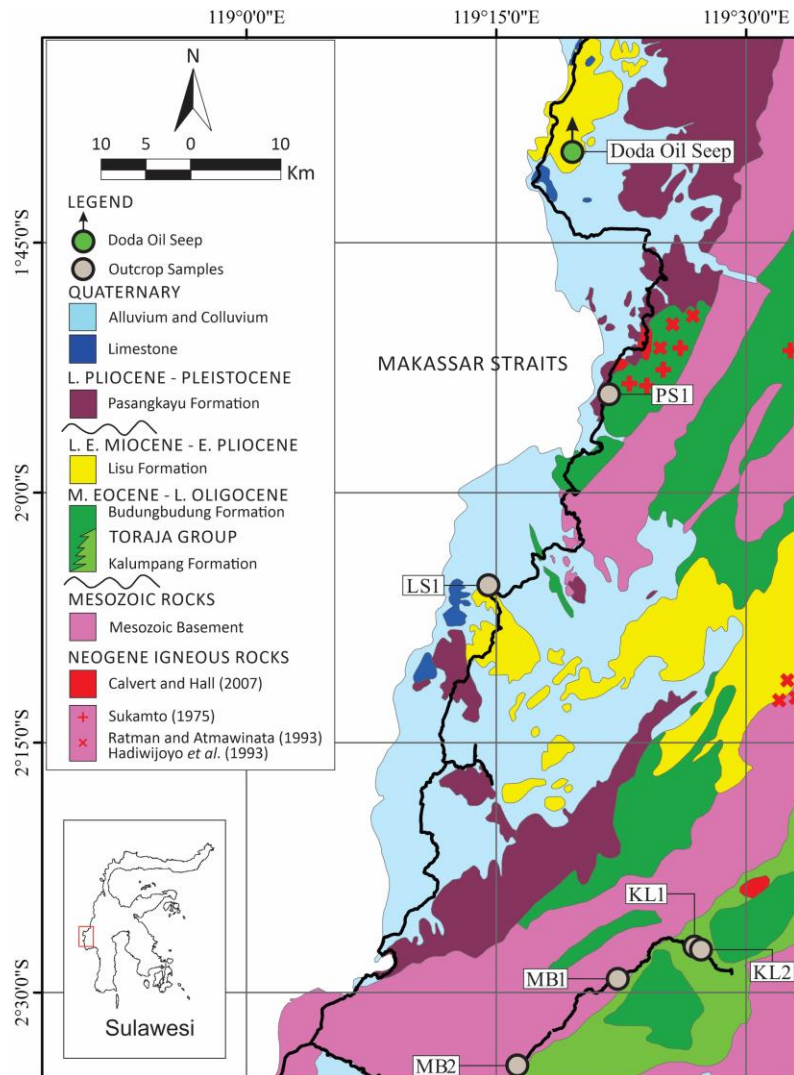 119°0'0"E
119°15'0"E
119°30'0"E
N
10 5 0 10
Km
LEGEND
Doda Oil Seep
Outcrop Samples
QUATERNARY
Alluvium and Colluvium
Limestone
L. PLIOCENE - PLEISTOCENE
Pasangkayu Formation
L. E. MIOCENE - E. PLIOCENE
Lisu Formation
M. EOCENE - L. OLIGOCENE
Budungbudung Formation
TORAJA GROUP
Kalumpang Formation
MESOZOIC ROCKS
Mesozoic Basement
NEOGENE IGNEOUS ROCKS
Calvert and Hall (2007)
Sukamto (1975)
Ratman and Atmawinata (1993)
Hadiwijoyo et al. (1993)
Sulawesi
1°45'0"S
2°0'0"S
2°15'0"S
2°30'0"S
Doda Oil Seep
MAKASSAR STRAITS
PS1
LS1
KL1
KL2
MB1
MB2